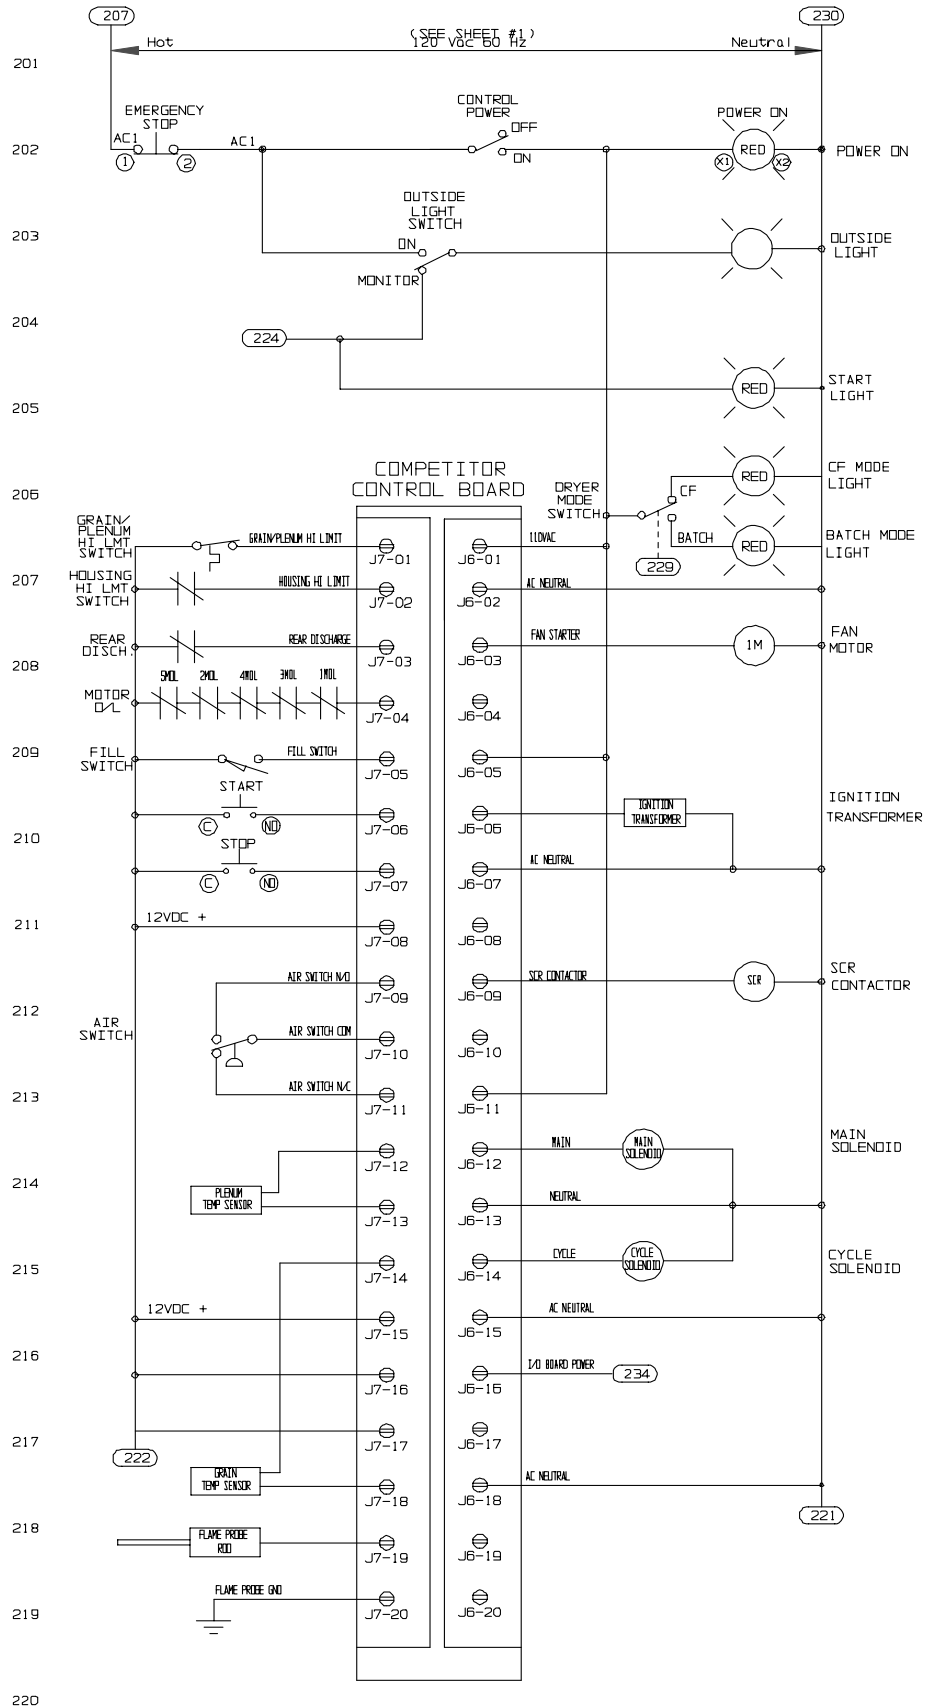 207
230
(SEE SHEET #1)
Hot
120 Vac 60 Hz
Neutral
201
CONTROL
POWER
EMERGENCY
STOP
POWER ON
OFF
AC1
AC1
202
1
2
ON
X1
RED
X2
POWER ON
OUTSIDE
LIGHT
SWITCH
203
ON
OUTSIDE
LIGHT
MONITOR
204
224
RED
START
LIGHT
205
COMPETITOR
CONTROL BOARD
CF MODE
LIGHT
RED
206
DRYER
MODE
SWITCH
CF
BATCH
RED
BATCH MODE
LIGHT
229
GRAIN/
PLENUM
HI LMT
SWITCH
GRAIN/PLENUM HI LIMIT
J7-01
110VAC
J6-01
207
HOUSING
HI LMT
SWITCH
HOUSING HI LIMIT
J7-02
AC NEUTRAL
J6-02
REAR
DISCH.
REAR DISCHARGE
J7-03
FAN STARTER
J6-03
1M
FAN
MOTOR
208
MOTOR
O/L
5MOL
2MOL
4MOL
3MOL
1MOL
J7-04
J6-04
209
FILL
SWITCH
FILL SWITCH
J7-05
J6-05
START
C
NO
J7-06
J6-06
IGNITION
TRANSFORMER
IGNITION
TRANSFORMER
210
STOP
C
NO
J7-07
AC NEUTRAL
J6-07
211
12VDC +
J7-08
J6-08
AIR SWITCH N/O
J7-09
SCR CONTACTOR
J6-09
SCR
SCR
CONTACTOR
212
AIR
SWITCH
AIR SWITCH COM
J7-10
J6-10
213
AIR SWITCH N/C
J7-11
J6-11
J7-12
MAIN
J6-12
MAIN
SOLENOID
MAIN
SOLENOID
214
PLENUM
TEMP SENSOR
J7-13
NEUTRAL
J6-13
215
J7-14
CYCLE
J6-14
CYCLE
SOLENOID
CYCLE
SOLENOID
12VDC +
J7-15
AC NEUTRAL
J6-15
216
J7-16
I/O BOARD POWER
J6-16
234
217
222
J7-17
J6-17
GRAIN
TEMP SENSOR
J7-18
AC NEUTRAL
J6-18
221
218
FLAME PROBE
ROD
J7-19
J6-19
FLAME PROBE GND
219
J7-20
J6-20
220